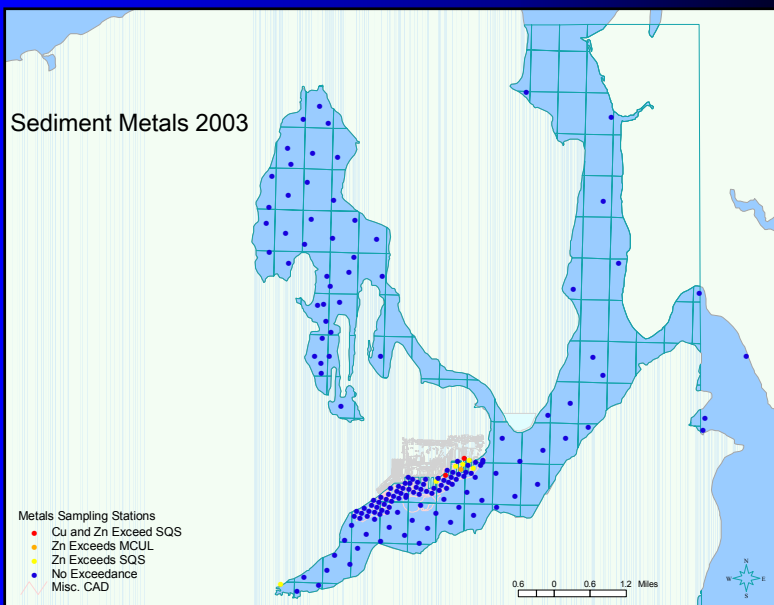 Sediment Metals 2003
Metals Sampling Stations
Cu and Zn Exceed SQS
Zn Exceeds MCUL
Zn Exceeds SQS
No Exceedance
Misc. CAD
0.6 0 0.6 1.2 Miles
N
W E
S